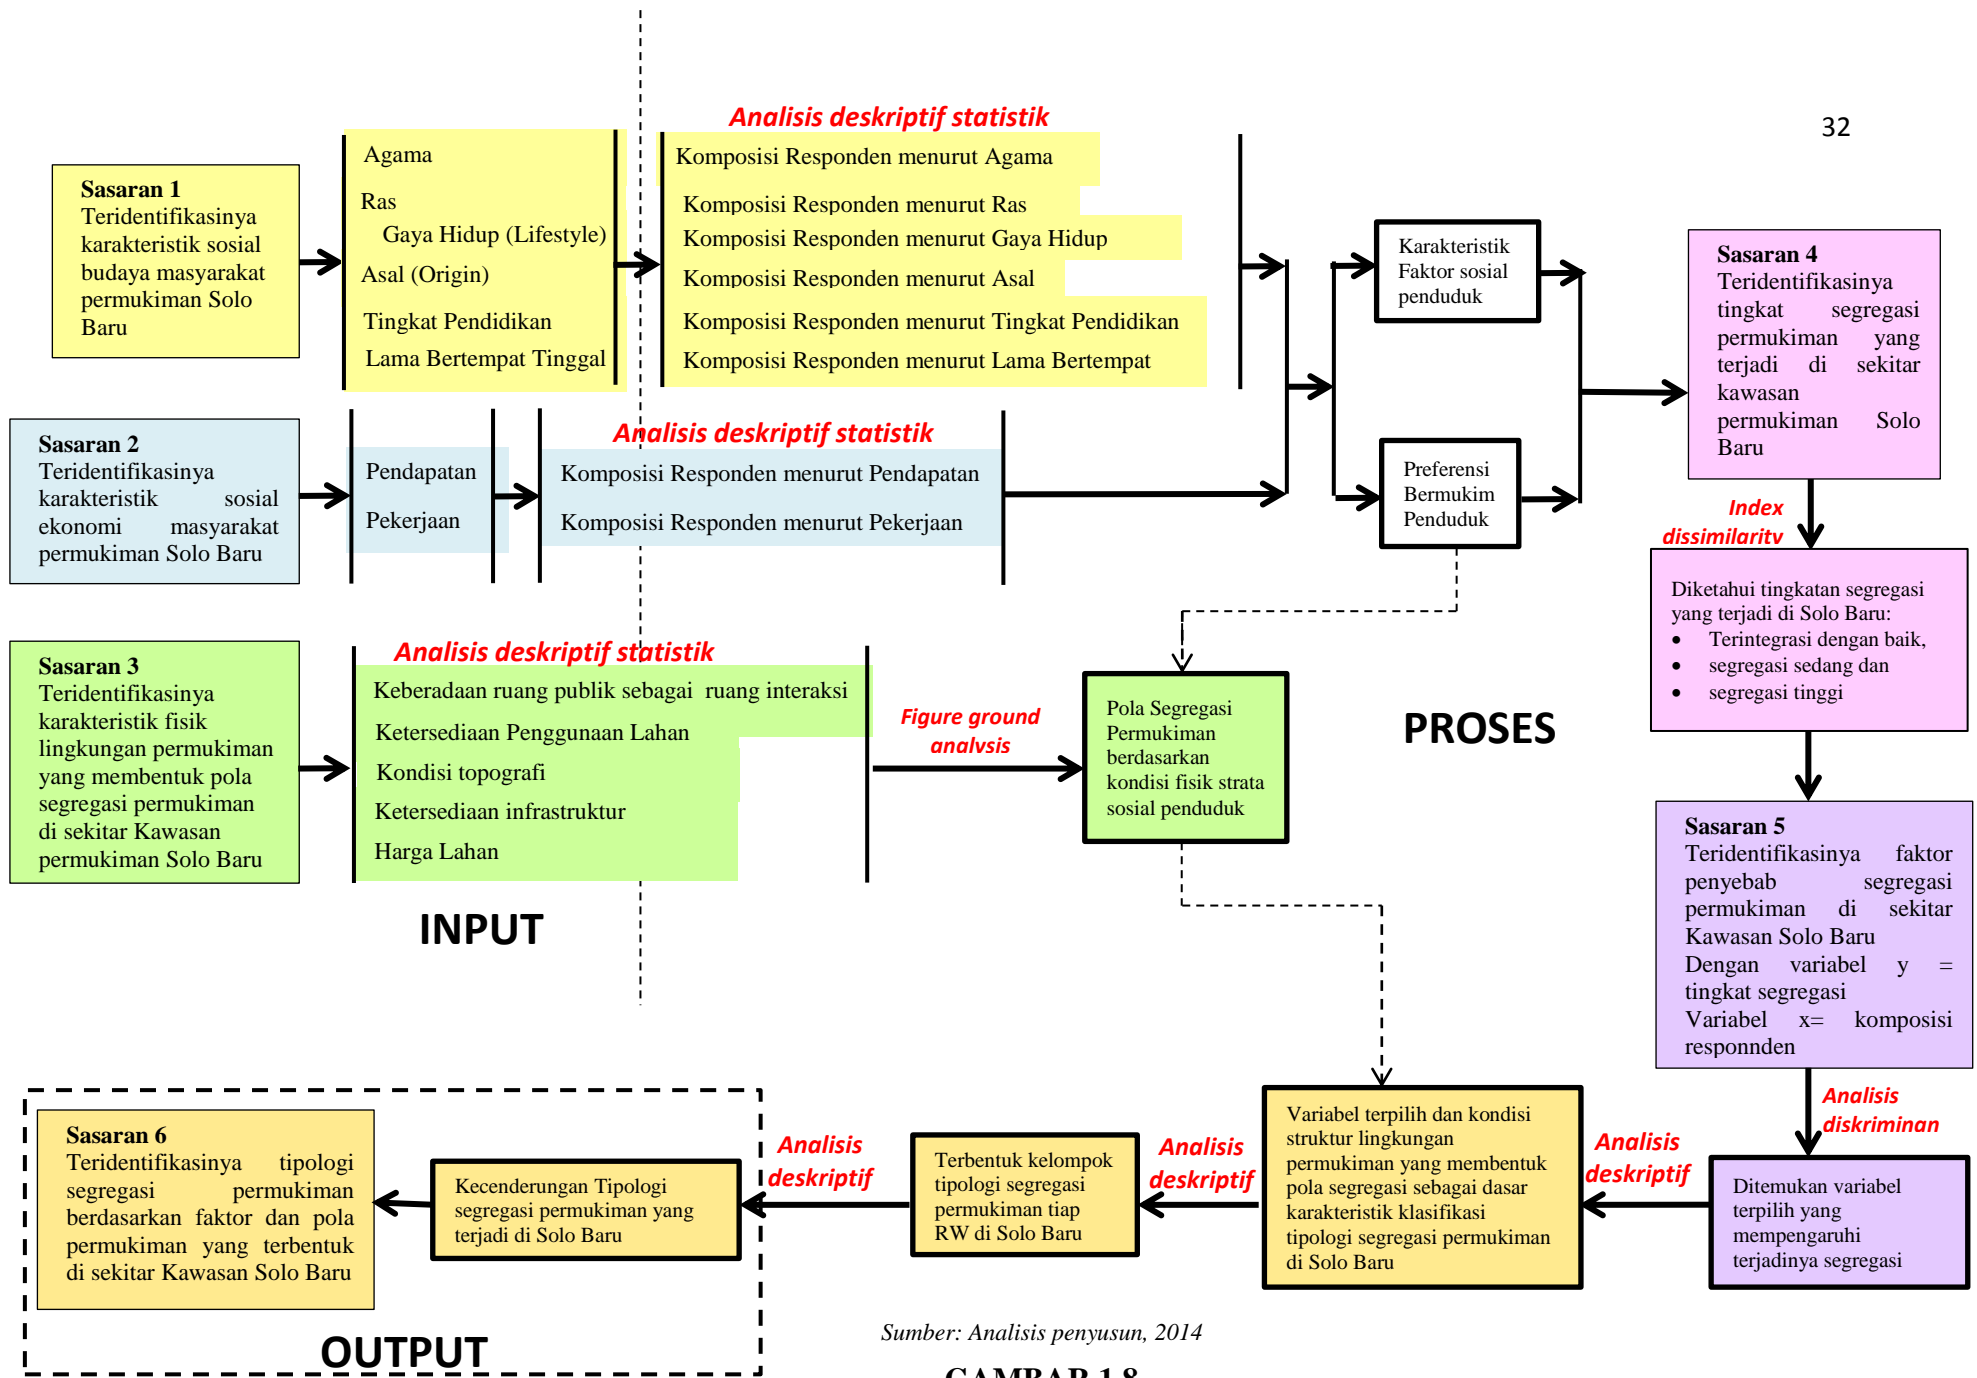 32
Analisis deskriptif statistik
Sasaran 1
Teridentifikasinya
karakteristik sosial
budaya masyarakat
permukiman Solo
Baru
Agama
Ras
Gaya Hidup (Lifestyle)
Asal (Origin)
Tingkat Pendidikan
Lama Bertempat Tinggal
Komposisi Responden menurut Agama
Komposisi Responden menurut Ras
Komposisi Responden menurut Gaya Hidup
Komposisi Responden menurut Asal
Komposisi Responden menurut Tingkat Pendidikan
Komposisi Responden menurut Lama Bertempat
Karakteristik
Faktor sosial
penduduk
Sasaran 4
Teridentifikasinya
tingkat segregasi
permukiman yang
terjadi di sekitar
kawasan
permukiman Solo
Baru
Sasaran 2
Teridentifikasinya
karakteristik sosial
ekonomi masyarakat
permukiman Solo Baru
Pendapatan
Pekerjaan
Analisis deskriptif statistik
Komposisi Responden menurut Pendapatan
Komposisi Responden menurut Pekerjaan
Preferensi
Bermukim
Penduduk
Index
dissimilarity
Diketahui tingkatan segregasi
yang terjadi di Solo Baru:
• Terintegrasi dengan baik,
• segregasi sedang dan
• segregasi tinggi
Sasaran 3
Teridentifikasinya
karakteristik fisik
lingkungan permukiman
yang membentuk pola
segregasi permukiman
di sekitar Kawasan
permukiman Solo Baru
Analisis deskriptif statistik
Keberadaan ruang publik sebagai ruang interaksi
Ketersediaan Penggunaan Lahan
Kondisi topografi
Ketersediaan infrastruktur
Harga Lahan
Figure ground
analysis
Pola Segregasi
Permukiman
berdasarkan
kondisi fisik strata
sosial penduduk
PROSES
INPUT
Sasaran 5
Teridentifikasinya faktor
penyebab segregasi
permukiman di sekitar
Kawasan Solo Baru
Dengan variabel y =
tingkat segregasi
Variabel x= komposisi
responnden
Analisis
diskriminan
Ditemukan variabel
terpilih yang
mempengaruhi
terjadinya segregasi
Analisis
deskriptif
Variabel terpilih dan kondisi
struktur lingkungan
permukiman yang membentuk
pola segregasi sebagai dasar
karakteristik klasifikasi
tipologi segregasi permukiman
di Solo Baru
Analisis
deskriptif
Terbentuk kelompok
tipologi segregasi
permukiman tiap
RW di Solo Baru
Analisis
deskriptif
Kecenderungan Tipologi
segregasi permukiman yang
terjadi di Solo Baru
Sasaran 6
Teridentifikasinya tipologi
segregasi permukiman
berdasarkan faktor dan pola
permukiman yang terbentuk
di sekitar Kawasan Solo Baru
OUTPUT
Sumber: Analisis penyusun, 2014
GAMBAR 1.8